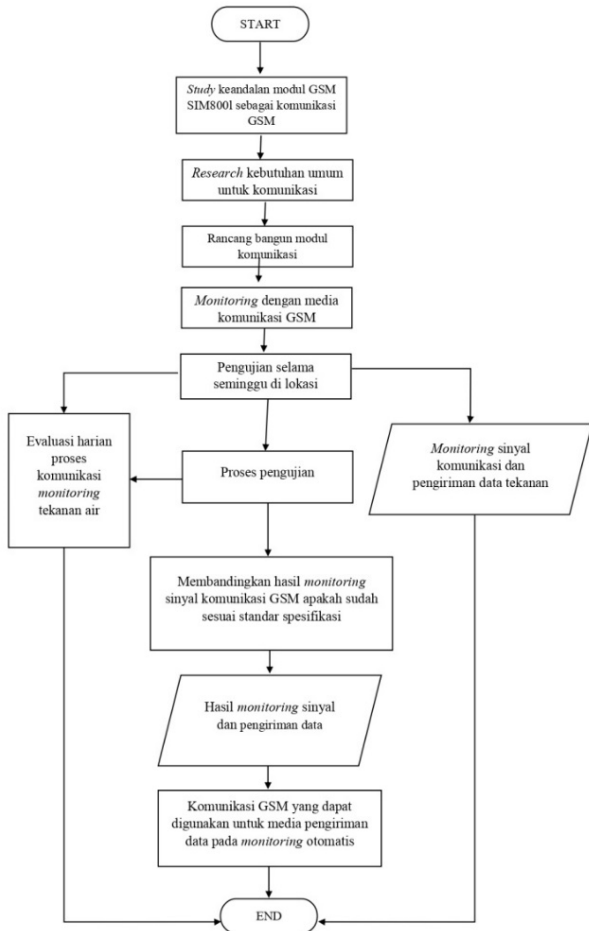 START
Study keandalan modul GSM
SIM800l sebagai komunikasi
GSM
Research kebutuhan umum
untuk komunikasi
Rancang bangun modul
komunikasi
Monitoring dengan media
komunikasi GSM
Pengujian selama
seminggu di lokasi
Evaluasi harian
proses
komunikasi
monitoring
tekanan air
Proses pengujian
Monitoring sinyal
komunikasi dan
pengiriman data tekanan
Membandingkan hasil monitoring
sinyal komunikasi GSM apakah sudah
sesuai standar spesifikasi
Hasil monitoring sinyal
dan pengiriman data
Komunikasi GSM yang dapat
digunakan untuk media pengiriman
data pada monitoring otomatis
END